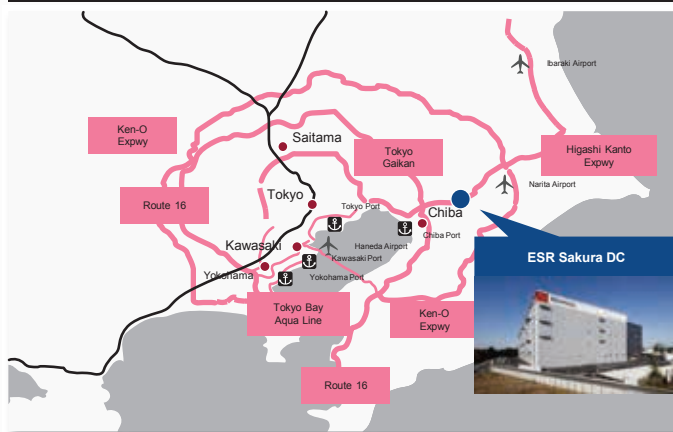 Ibaraki Airport
Ken-O
Expwy
Saitama
Tokyo
Gaikan
Higashi Kanto
Expwy
Narita Airport
Route 16
Tokyo
Tokyo Port
Chiba
Chiba Port
Kawasaki
Haneda Airport
Kawasaki Port
Yokohama
Yokohama Port
ESR Sakura DC
Tokyo Bay
Aqua Line
Ken-O
Expwy
Route 16